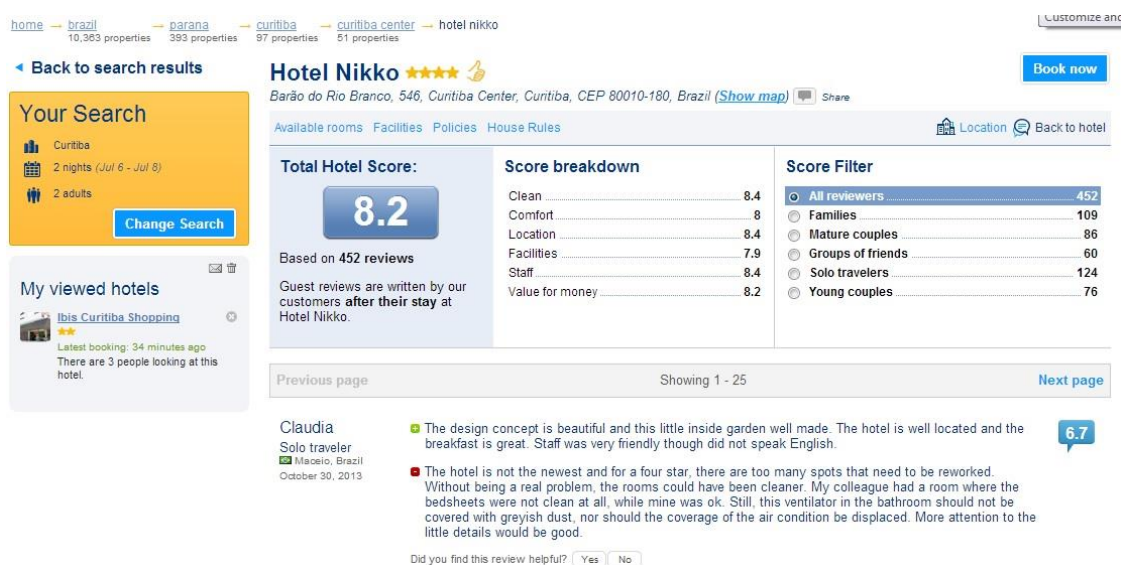 home → brazil → parana → curitiba → curitiba center → hotel nikko
10,363 properties 393 properties 97 properties 51 properties
Customize and
Back to search results
Your Search
Curitiba
2 nights (Jul 6 - Jul 8)
2 adults
Change Search
My viewed hotels
Ibis Curitiba Shopping
Latest booking: 34 minutes ago
There are 3 people looking at this
hotel.
Hotel Nikko
Book now
Barão do Rio Branco, 546, Curitiba Center, Curitiba, CEP 80010-180, Brazil (Show map) Share
Available rooms Facilities Policies House Rules
Location Back to hotel
Total Hotel Score:
8.2
Based on 452 reviews
Guest reviews are written by our
customers after their stay at
Hotel Nikko.
Score breakdown
Clean 8.4
Comfort 8
Location 8.4
Facilities 7.9
Staff 8.4
Value for money 8.2
Score Filter
All reviewers 452
Families 109
Mature couples 86
Groups of friends 60
Solo travelers 124
Young couples 76
Previous page Showing 1 - 25 Next page
Claudia
Solo traveler
Maceio, Brazil
October 30, 2013
The design concept is beautiful and this little inside garden well made. The hotel is well located and the
breakfast is great. Staff was very friendly though did not speak English.
6.7
The hotel is not the newest and for a four star, there are too many spots that need to be reworked.
Without being a real problem, the rooms could have been cleaner. My colleague had a room where the
bedsheets were not clean at all, while mine was ok. Still, this ventilator in the bathroom should not be
covered with greyish dust, nor should the coverage of the air condition be displaced. More attention to the
little details would be good.
Did you find this review helpful? Yes No